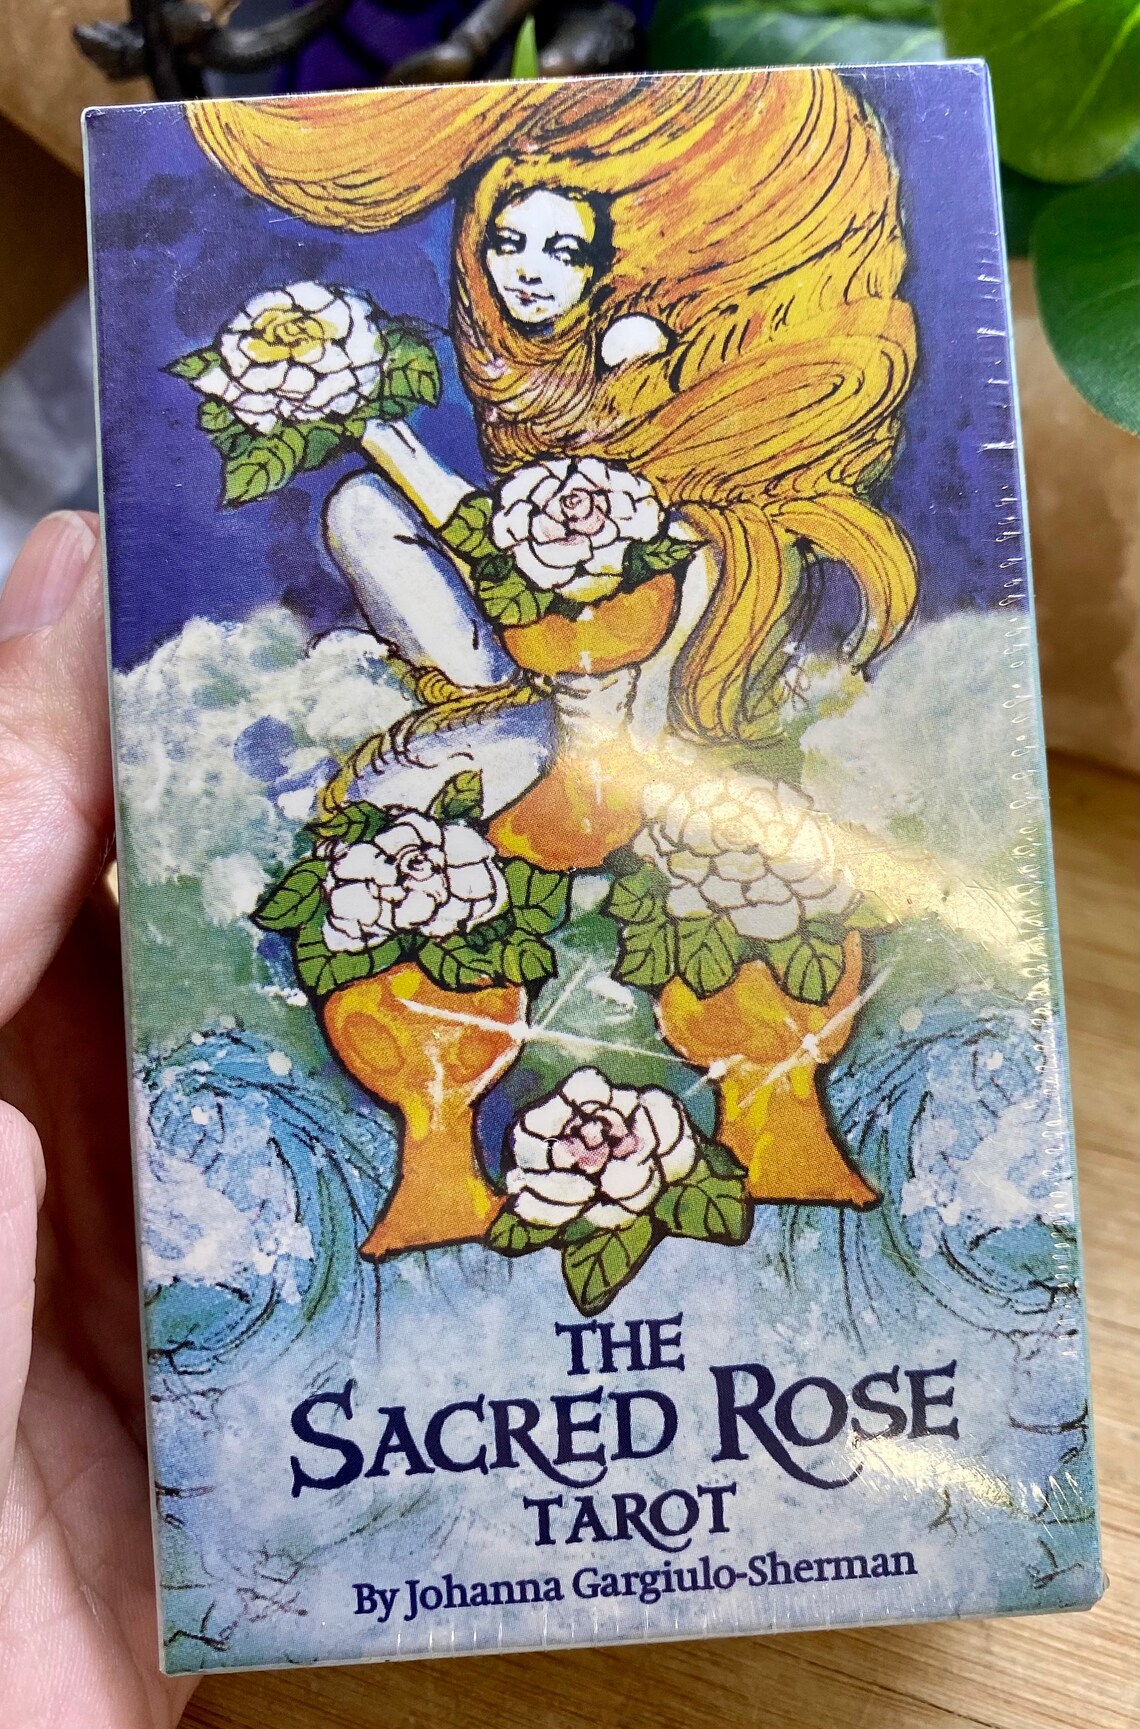 THE
SACRED ROSE
TAROT
By Johanna Gargiulo-Sherman